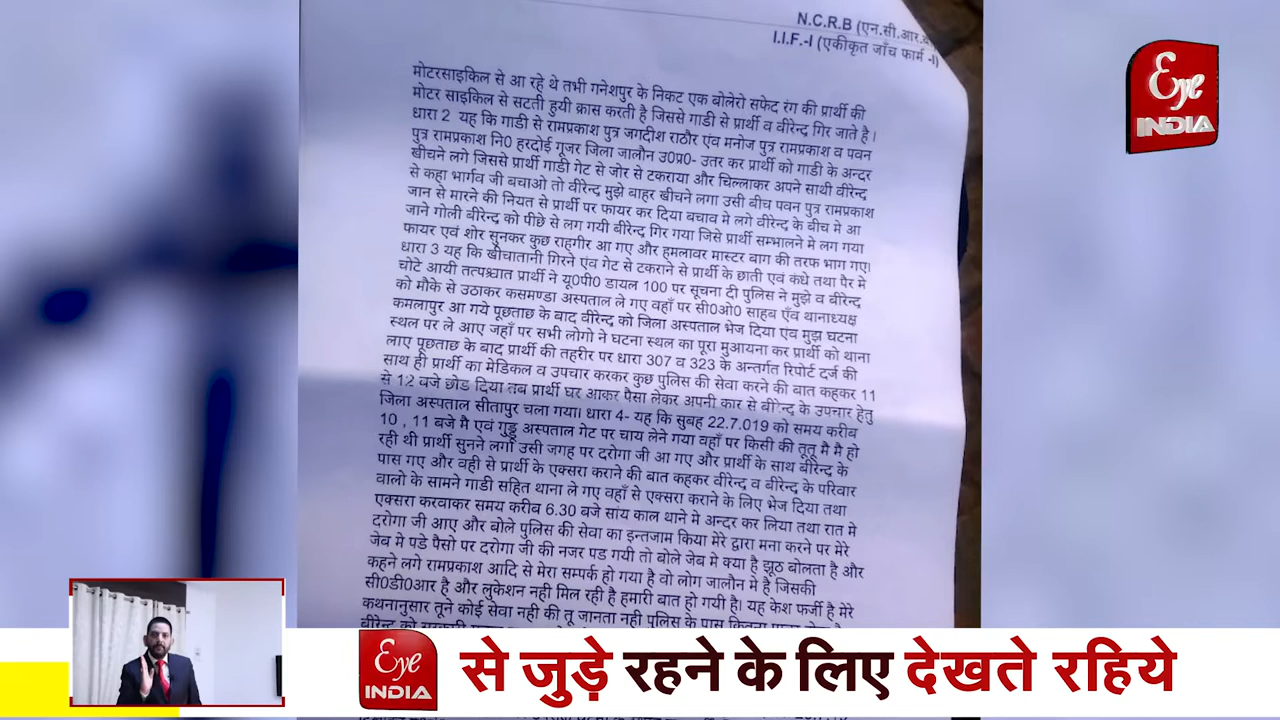 N.C.R.B (एन.सी.आर.
I.I.F.-I (एकीकृत जाँच फार्म -I)
Eye
INDIA
मोटरसाइकिल से आ रहे थे तभी गनेशपुर के निकट एक बोलेरो सफेद रंग की प्रार्थी की
मोटर साइकिल से सटती हुयी क्रास करती है जिससे गाडी से प्रार्थी व वीरेन्द गिर जाते है।
धारा 2 यह कि गाडी से रामप्रकाश पुत्र जगदीश राठौर एंव मनोज पुत्र रामप्रकाश व पवन
पुत्र रामप्रकाश नि0 हरदोई गूजर जिला जालौन उ0प्र0- उतर कर प्रार्थी को गाडी के अन्दर
खीचने लगे जिससे प्रार्थी गाडी गेट से जोर से टकराया और चिल्लाकर अपने साथी वीरेन्द
से कहा भार्गव जी बचाओ तो वीरेन्द मुझे बाहर खीचने लगा उसी बीच पवन पुत्र रामप्रकाश
जान से मारने की नियत से प्रार्थी पर फायर कर दिया बचाव मे लगे वीरेन्द के बीच मे आ
जाने गोली बीरेन्द को पीछे से लग गयी बीरेन्द गिर गया जिसे प्रार्थी सम्भालने मे लग गया
फायर एवं शोर सुनकर कुछ राहगीर आ गए और हमलावर मास्टर बाग की तरफ भाग गए।
धारा 3 यह कि खीचातानी गिरने एंव गेट से टकराने से प्रार्थी के छाती एवं कंधे तथा पैर मे
चोटे आयी तत्पश्चात प्रार्थी ने यू0पी0 डायल 100 पर सूचना दी पुलिस ने मुझे व बीरेन्द
को मौके से उठाकर कसमण्डा अस्पताल ले गए वहाँ पर सी0ओ0 साहब एँव थानाध्यक्ष
कमलापुर आ गये पूछताछ के बाद वीरेन्द को जिला अस्पताल भेज दिया एंव मुझ घटना
स्थल पर ले आए जहाँ पर सभी लोगो ने घटना स्थल का पूरा मुआयना कर प्रार्थी को थाना
लाए पूछताछ के बाद प्रार्थी की तहरीर पर धारा 307 व 323 के अन्तर्गत रिपोर्ट दर्ज की
साथ ही प्रार्थी का मेडिकल व उपचार करकर कुछ पुलिस की सेवा करने की बात कहकर 11
से 12 बजे छोड दिया तब प्रार्थी घर आकर पैसा लेकर अपनी कार से बीरेन्द के उपचार हेतु
जिला अस्पताल सीतापुर चला गया। धारा 4- यह कि सुबह 22.7.019 को समय करीब
10 , 11 बजे मै एवं गुडू अस्पताल गेट पर चाय लेने गया वहाँ पर किसी की तूतू मै मै हो
रही थी प्रार्थी सुनने लगा उसी जगह पर दरोगा जी आ गए और प्रार्थी के साथ बीरेन्द के
पास गए और वही से प्रार्थी के एक्सरा कराने की बात कहकर वीरेन्द व बीरेन्द के परिवार
वालो के सामने गाडी सहित थाना ले गए वहाँ से एक्सरा कराने के लिए भेज दिया तथा
एक्सरा करवाकर समय करीब 6.30 बजे सांय काल थाने मे अन्दर कर लिया तथा रात मे
दरोगा जी आए और बोले पुलिस की सेवा का इन्तजाम किया मेरे द्वारा मना करने पर मेरे
जेब मे पडे पैसो पर दरोगा जी की नजर पड गयी तो बोले जेब मे क्या है झूठ बोलता है और
कहने लगे रामप्रकाश आदि से मेरा सम्पर्क हो गया है वो लोग जालौन मे है जिसकी
सी0डी0आर है और लुकेशन नही मिल रही है हमारी बात हो गयी है। यह केश फर्जी है मेरे
कथनानुसार तूने कोई सेवा नही की तू जानता नही पुलिस के पास
Eye
INDIA
से जुड़े रहने के लिए देखते रहिये